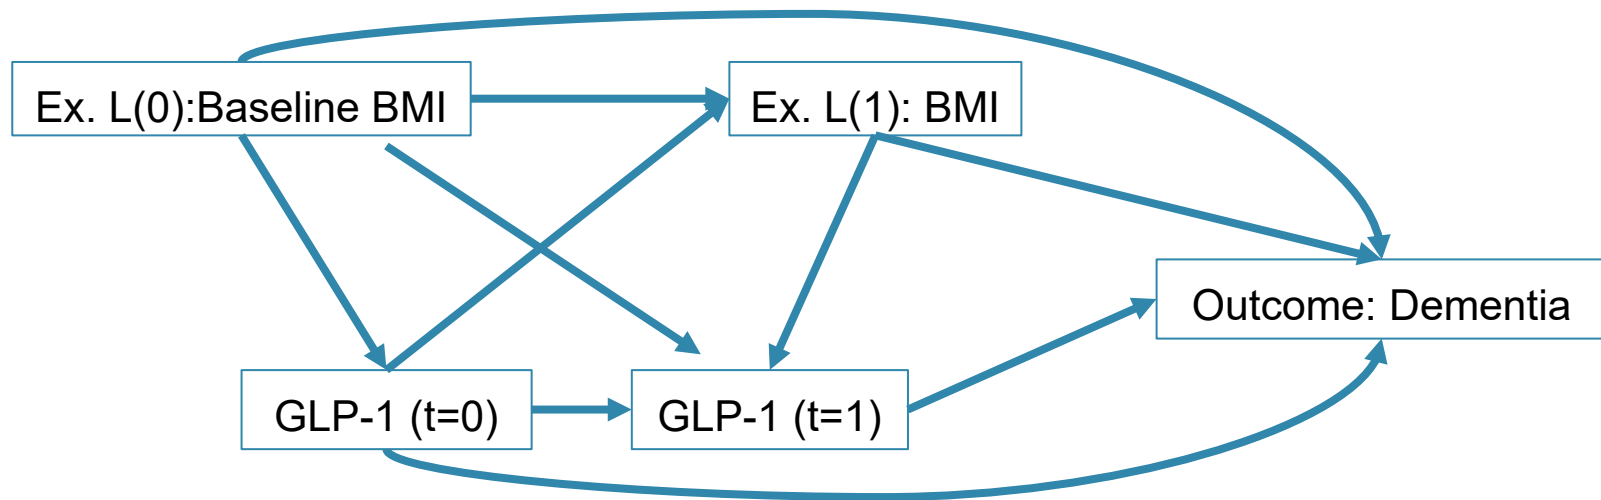 Ex. L(0):Baseline BMI
Ex. L(1): BMI
Outcome: Dementia
GLP-1 (t=0)
GLP-1 (t=1)